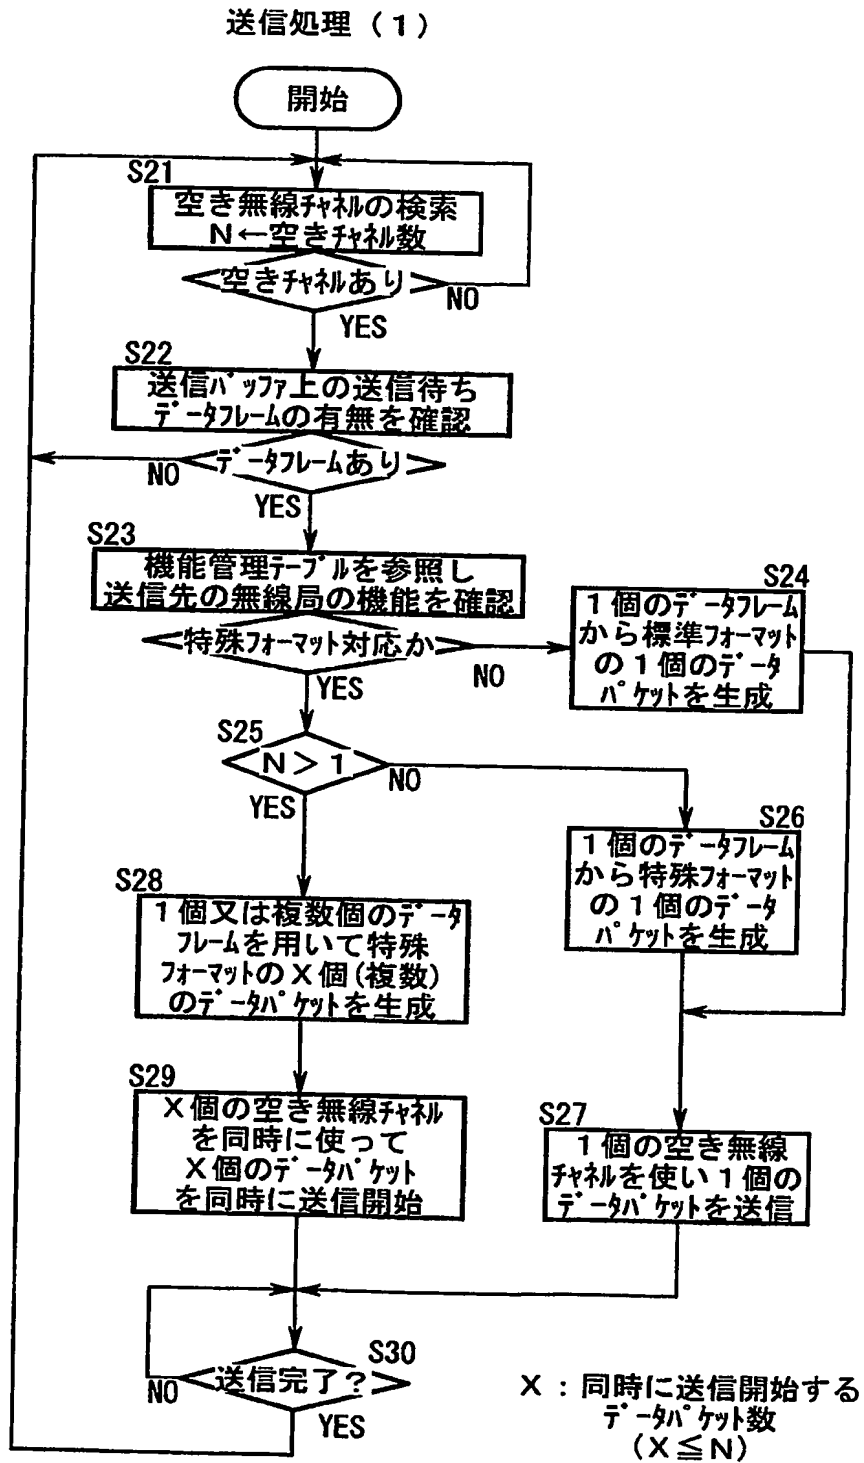 送信処理（1）
開始
S21
空き無線チャネルの検索
N←空きチャネル数
空きチャネルあり
NO
YES
S22
送信バッファ上の送信待ち
データフレームの有無を確認
データフレームあり
NO
YES
S23
機能管理テーブルを参照し
送信先の無線局の機能を確認
特殊フォーマット対応か
NO
YES
S24
1個のデータフレーム
から標準フォーマット
の1個のデータ
パケットを生成
S25
N＞1
NO
YES
S26
1個のデータフレーム
から特殊フォーマット
の1個のデータ
パケットを生成
S28
1個又は複数個のデータ
フレームを用いて特殊
フォーマットのX個(複数)
のデータパケットを生成
S29
X個の空き無線チャネル
を同時に使って
X個のデータパケット
を同時に送信開始
S27
1個の空き無線
チャネルを使い1個の
データパケットを送信
S30
送信完了？
NO
YES
X：同時に送信開始する
データパケット数
(X≦N)